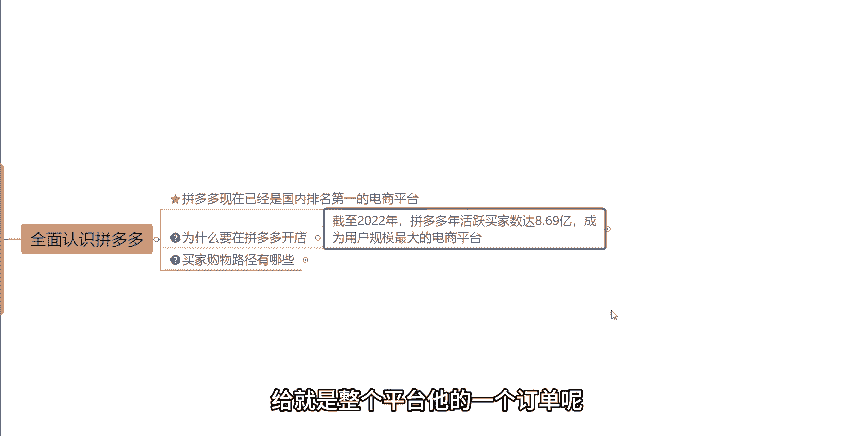 拼多多现在已经是国内排名第一的电商平台
截至2022年，拼多多年活跃买家数达8.69亿，成
为用户规模最大的电商平台
全面认识拼多多
为什么要在拼多多开店
买家购物路径有哪些
给就是整个平台他的一个订单呢